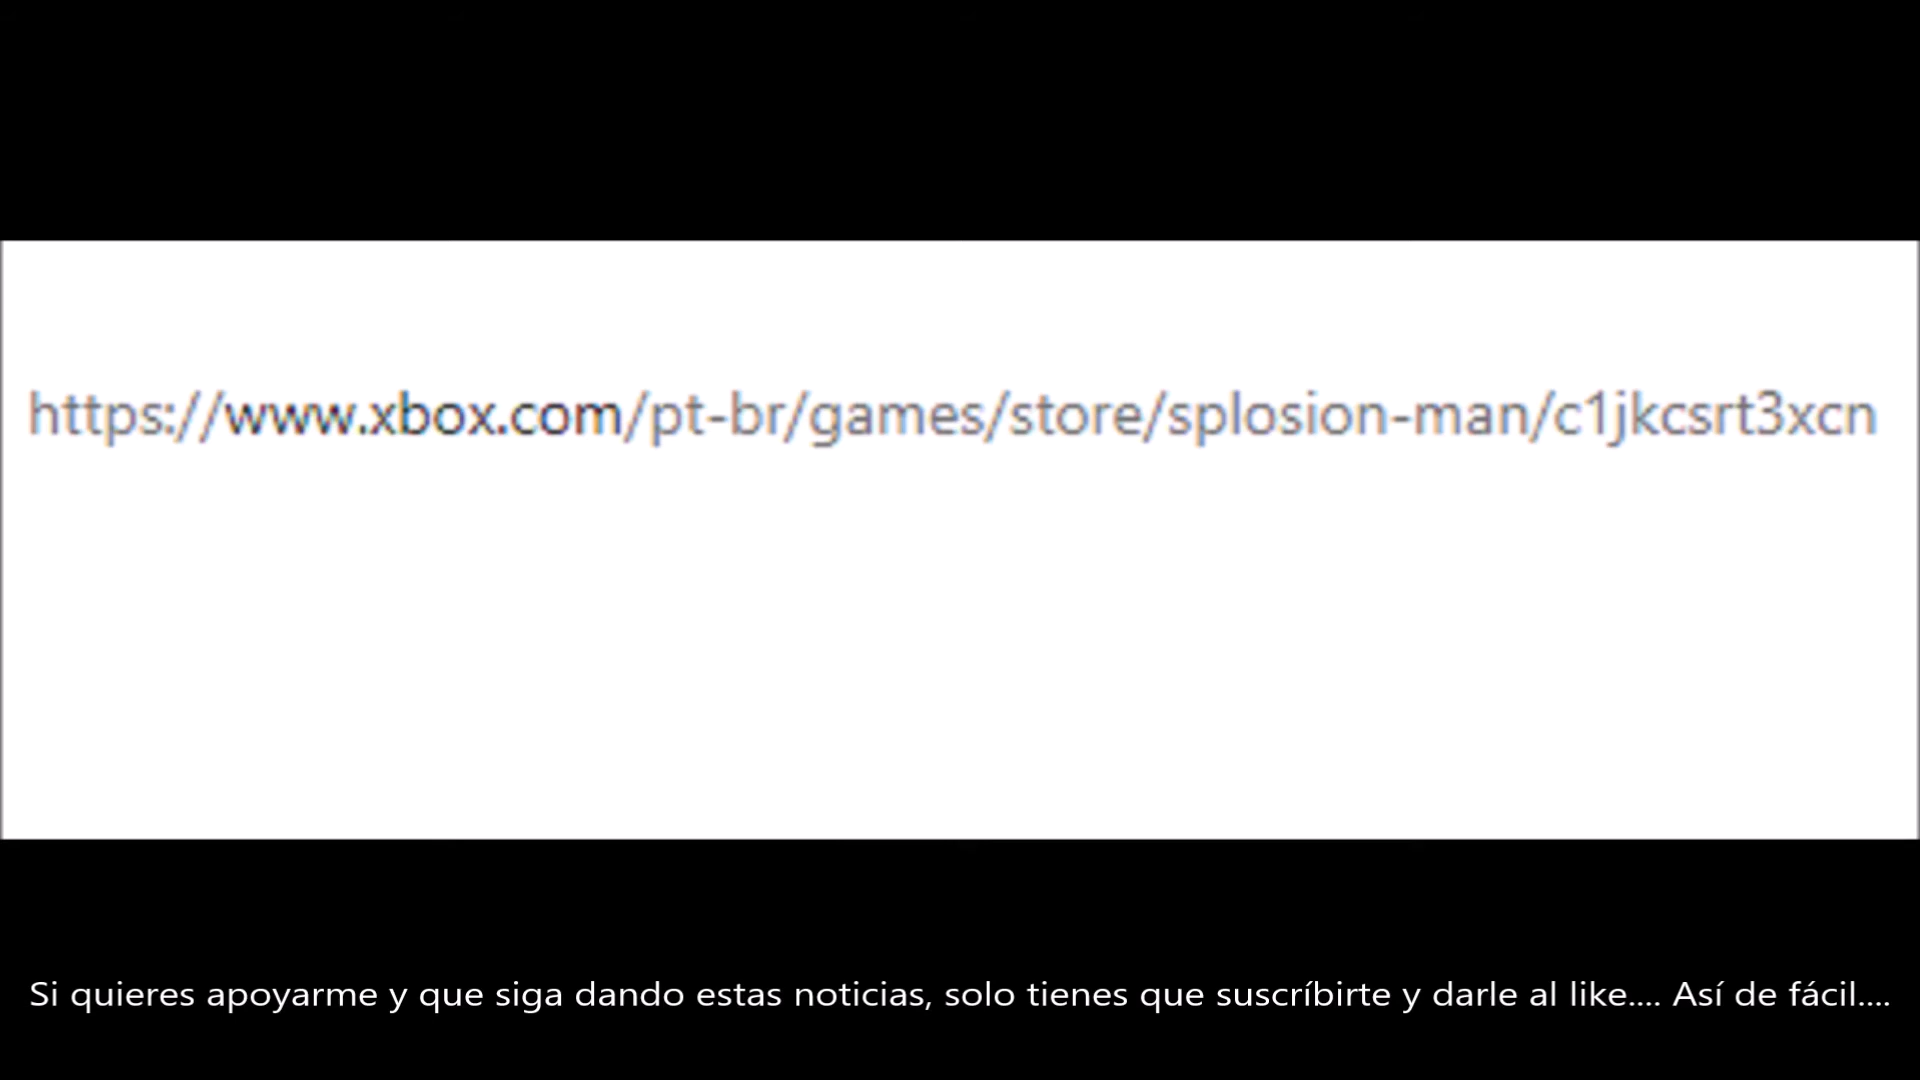 https://www.xbox.com/pt-br/games/store/splosion-man/c1jkcsrt3xcn
Si quieres apoyarme y que siga dando estas noticias, solo tienes que suscríbirte y darle al like.... Así de fácil....